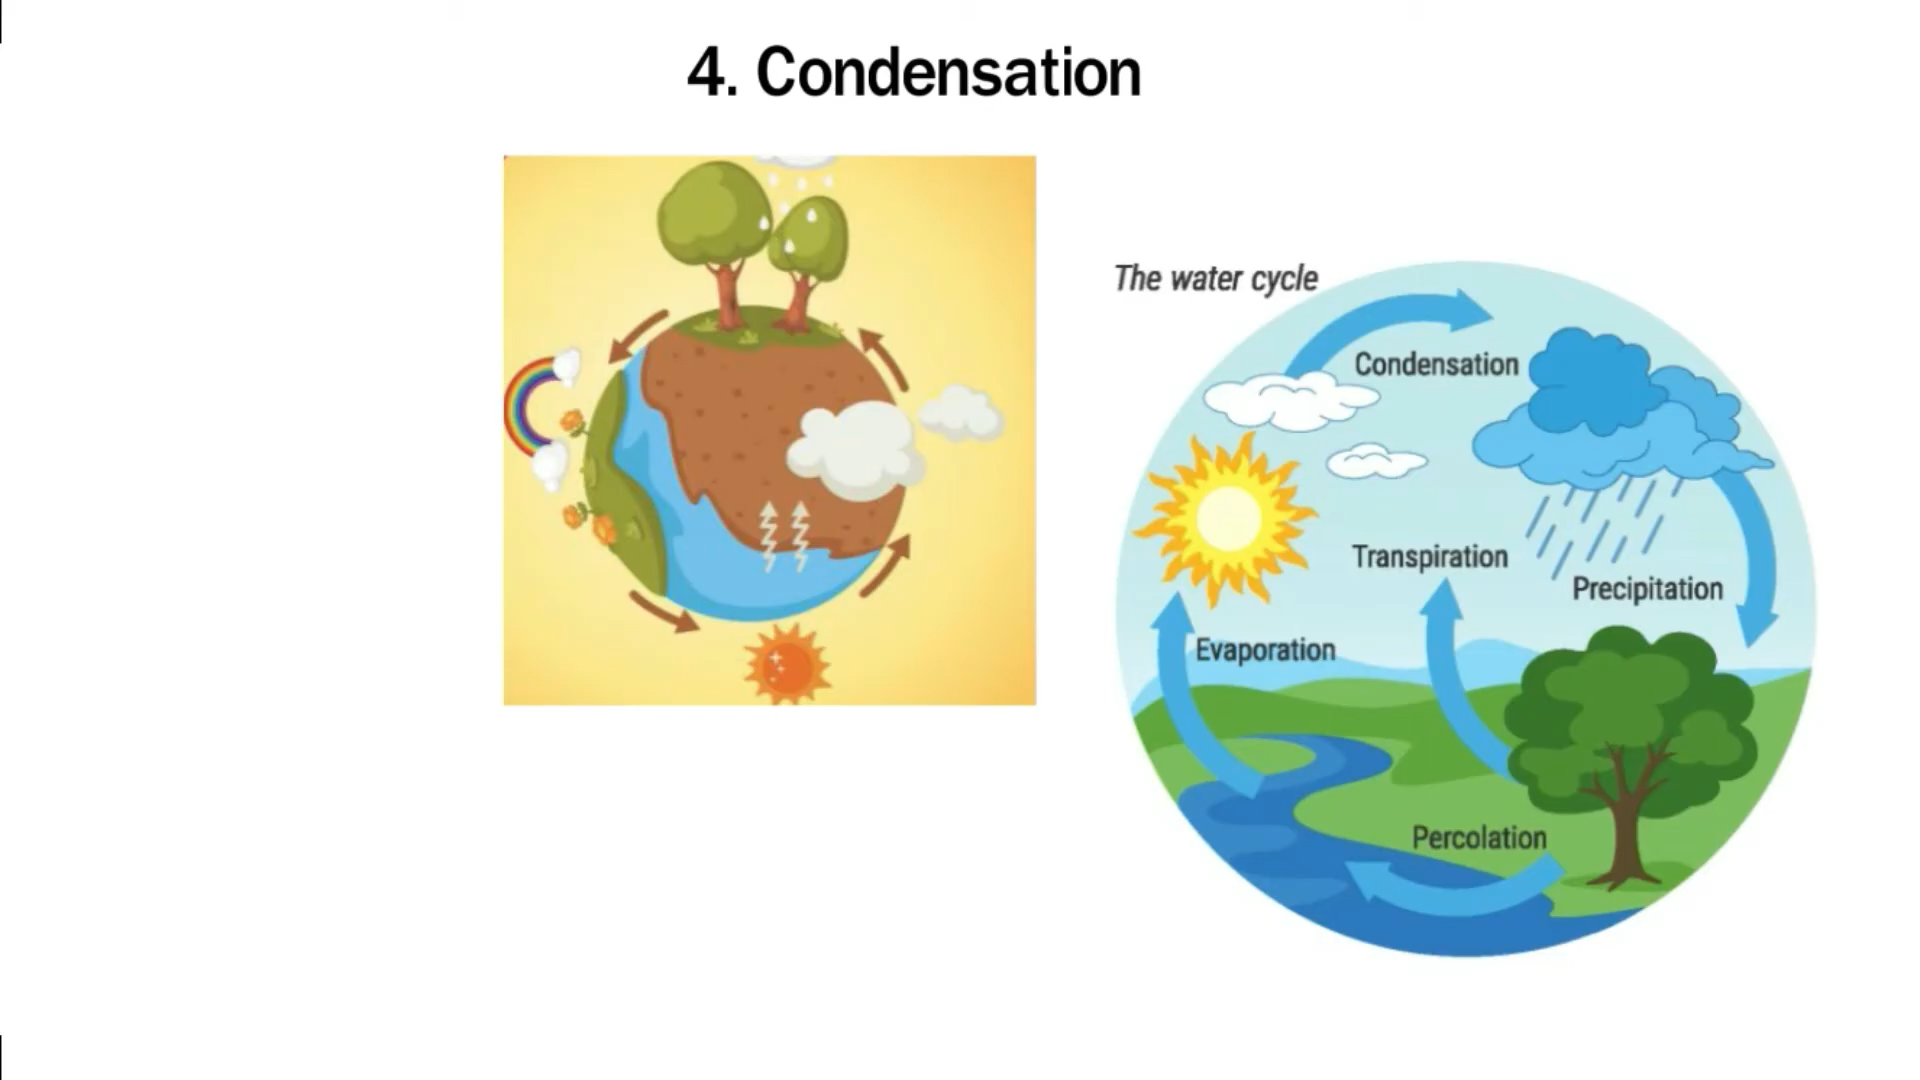 4. Condensation
The water cycle
Condensation
Transpiration
Precipitation
Evaporation
Percolation